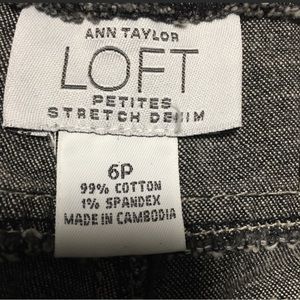 ANN TAYLOR
LOFT
PETITES
STRETCH DENIM
6P
99% COTTON
1% SPANDEX
MADE IN CAMBODIA